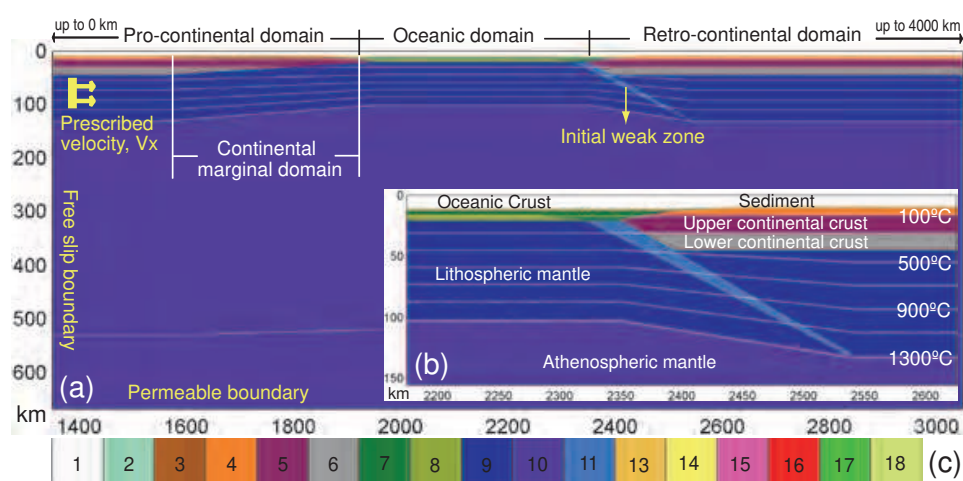 up to 0 km Pro-continental domain Oceanic domain Retro-continental domain up to 4000 km
0
100
200
300
400
500
600
km
Prescribed
velocity, Vx
Continental
marginal domain
Initial weak zone
Free slip boundary
(a)
Permeable boundary
0
50
100
150
km
Oceanic Crust Sediment
100ºC
Upper continental crust
Lower continental crust
500ºC
Lithospheric mantle
900ºC
1300ºC
Athenospheric mantle
(b)
2200 2250 2300 2350 2400 2450 2500 2550 2600
1400 1600 1800 2000 2200 2400 2600 2800 3000
1 2 3 4 5 6 7 8 9 10 11 13 14 15 16 17 18 (c)